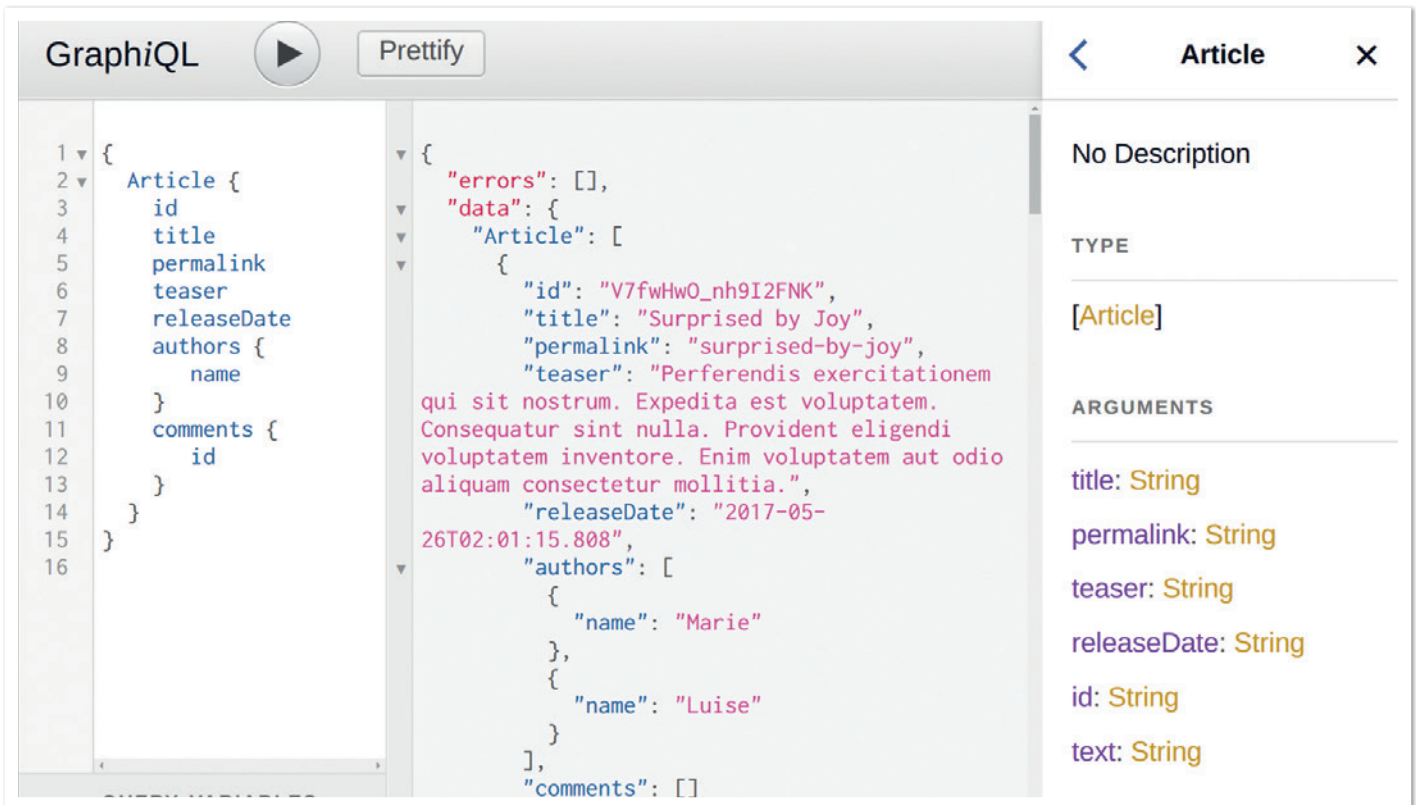 GraphiQL
Prettify
1 {
2 Article {
3 id
4 title
5 permalink
6 teaser
7 releaseDate
8 authors {
9 name
10 }
11 comments {
12 id
13 }
14 }
15 }
16
{
"errors": [],
"data": {
"Article": [
{
"id": "V7fwHwO_nh9I2FNK",
"title": "Surprised by Joy",
"permalink": "surprised-by-joy",
"teaser": "Perferendis exercitationem
qui sit nostrum. Expedita est voluptatem.
Consequatur sint nulla. Provident eligendi
voluptatem inventore. Enim voluptatem aut odio
aliquam consectetur mollitia.",
"releaseDate": "2017-05-
26T02:01:15.808",
"authors": [
{
"name": "Marie"
},
{
"name": "Luise"
}
],
"comments": []
Article
No Description
TYPE
[Article]
ARGUMENTS
title: String
permalink: String
teaser: String
releaseDate: String
id: String
text: String